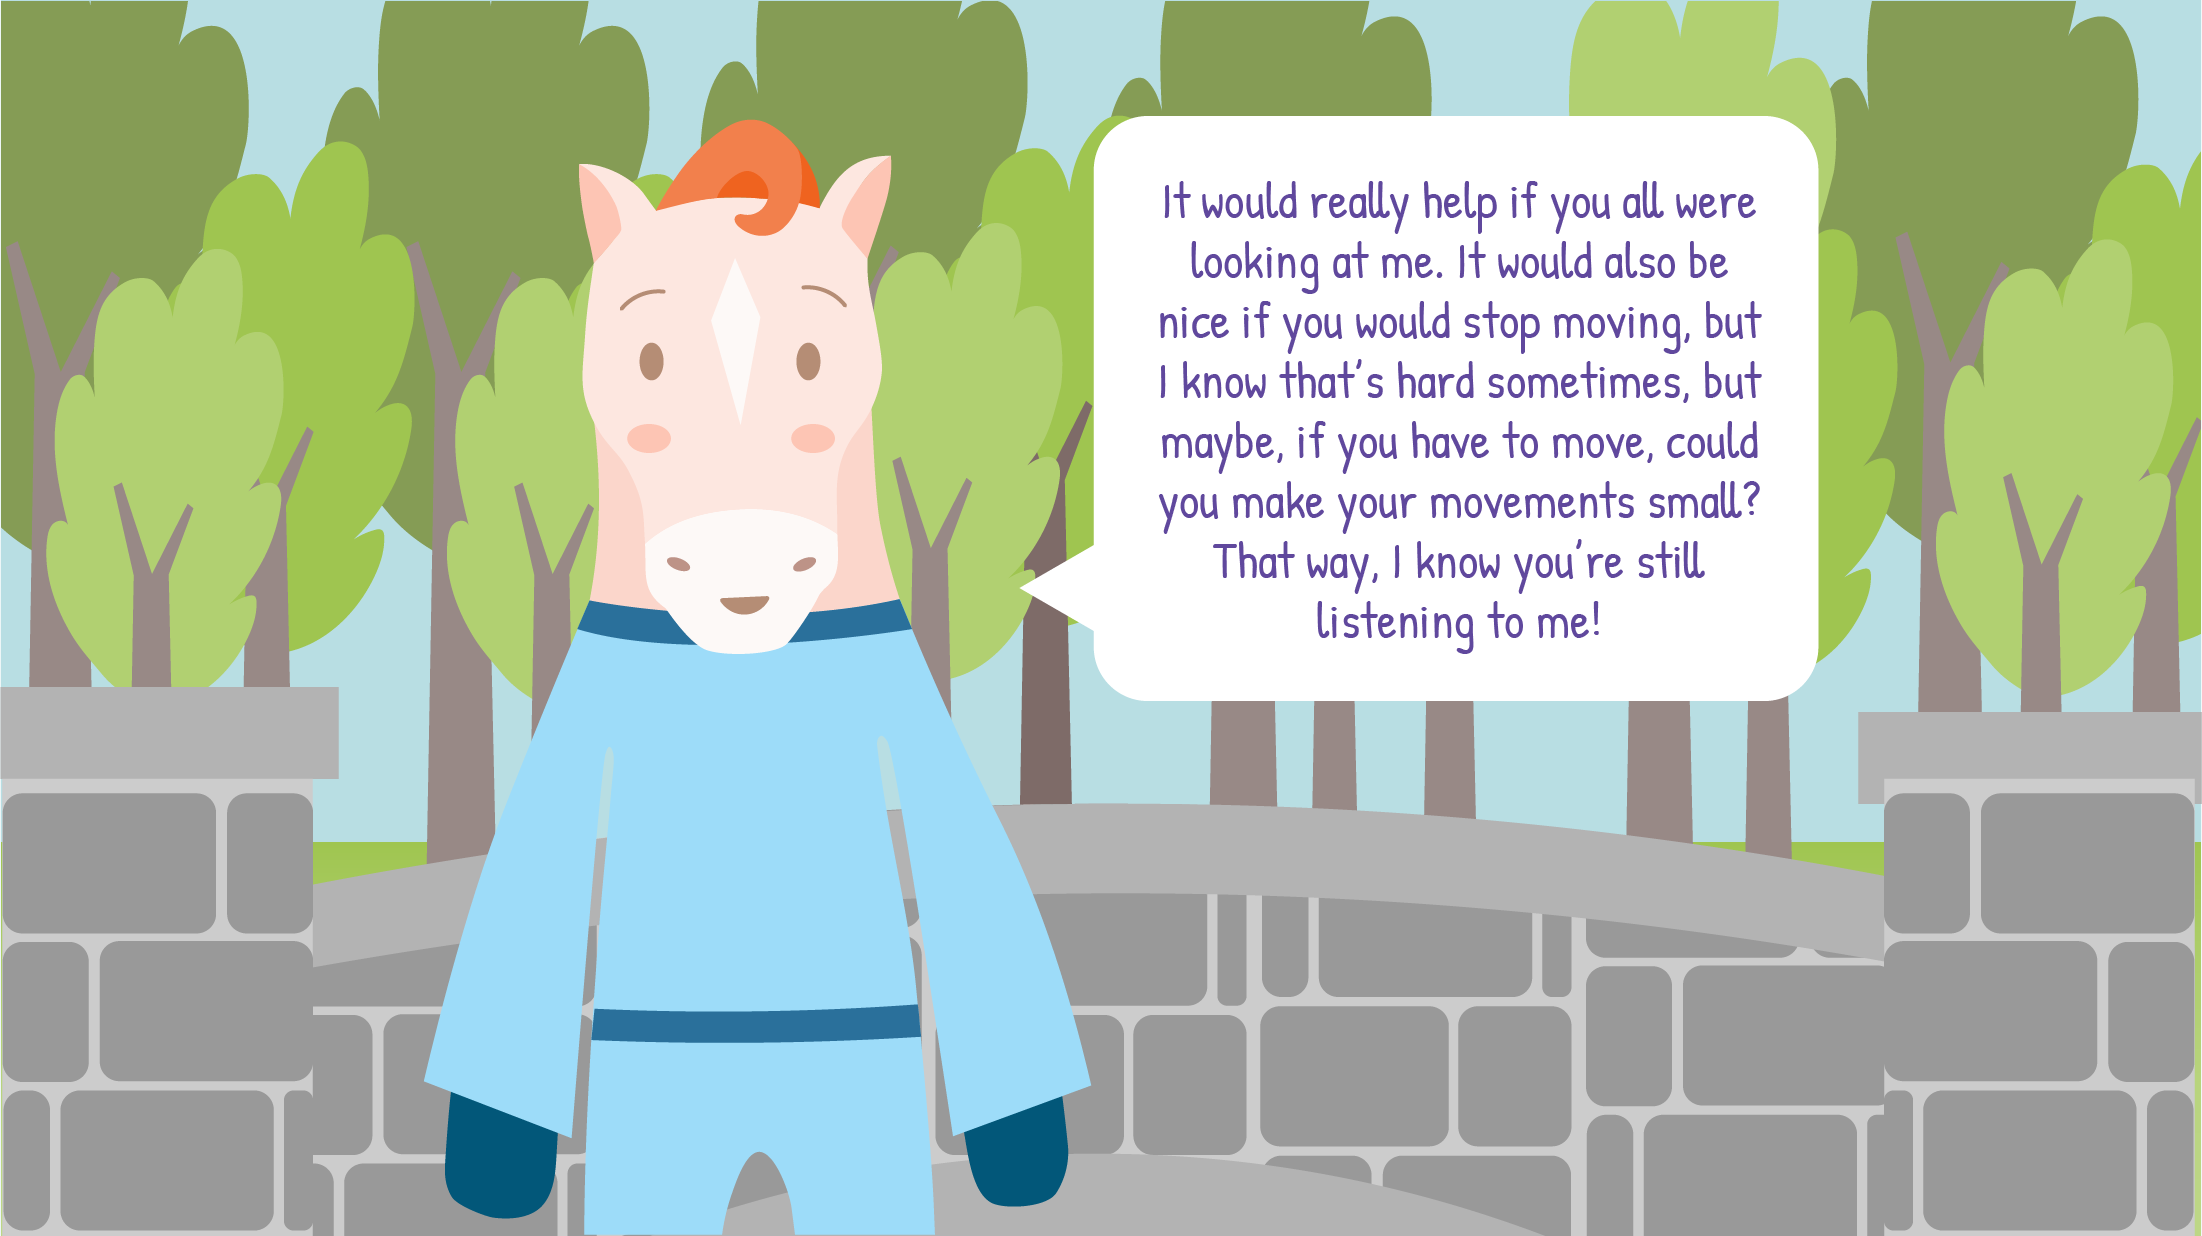 It would really help if you all were
looking at me. It would also be
nice if you would stop moving, but
I know that's hard sometimes, but
maybe, if you have to move, could
you make your movements small?
That way, I know you're still
listening to me!